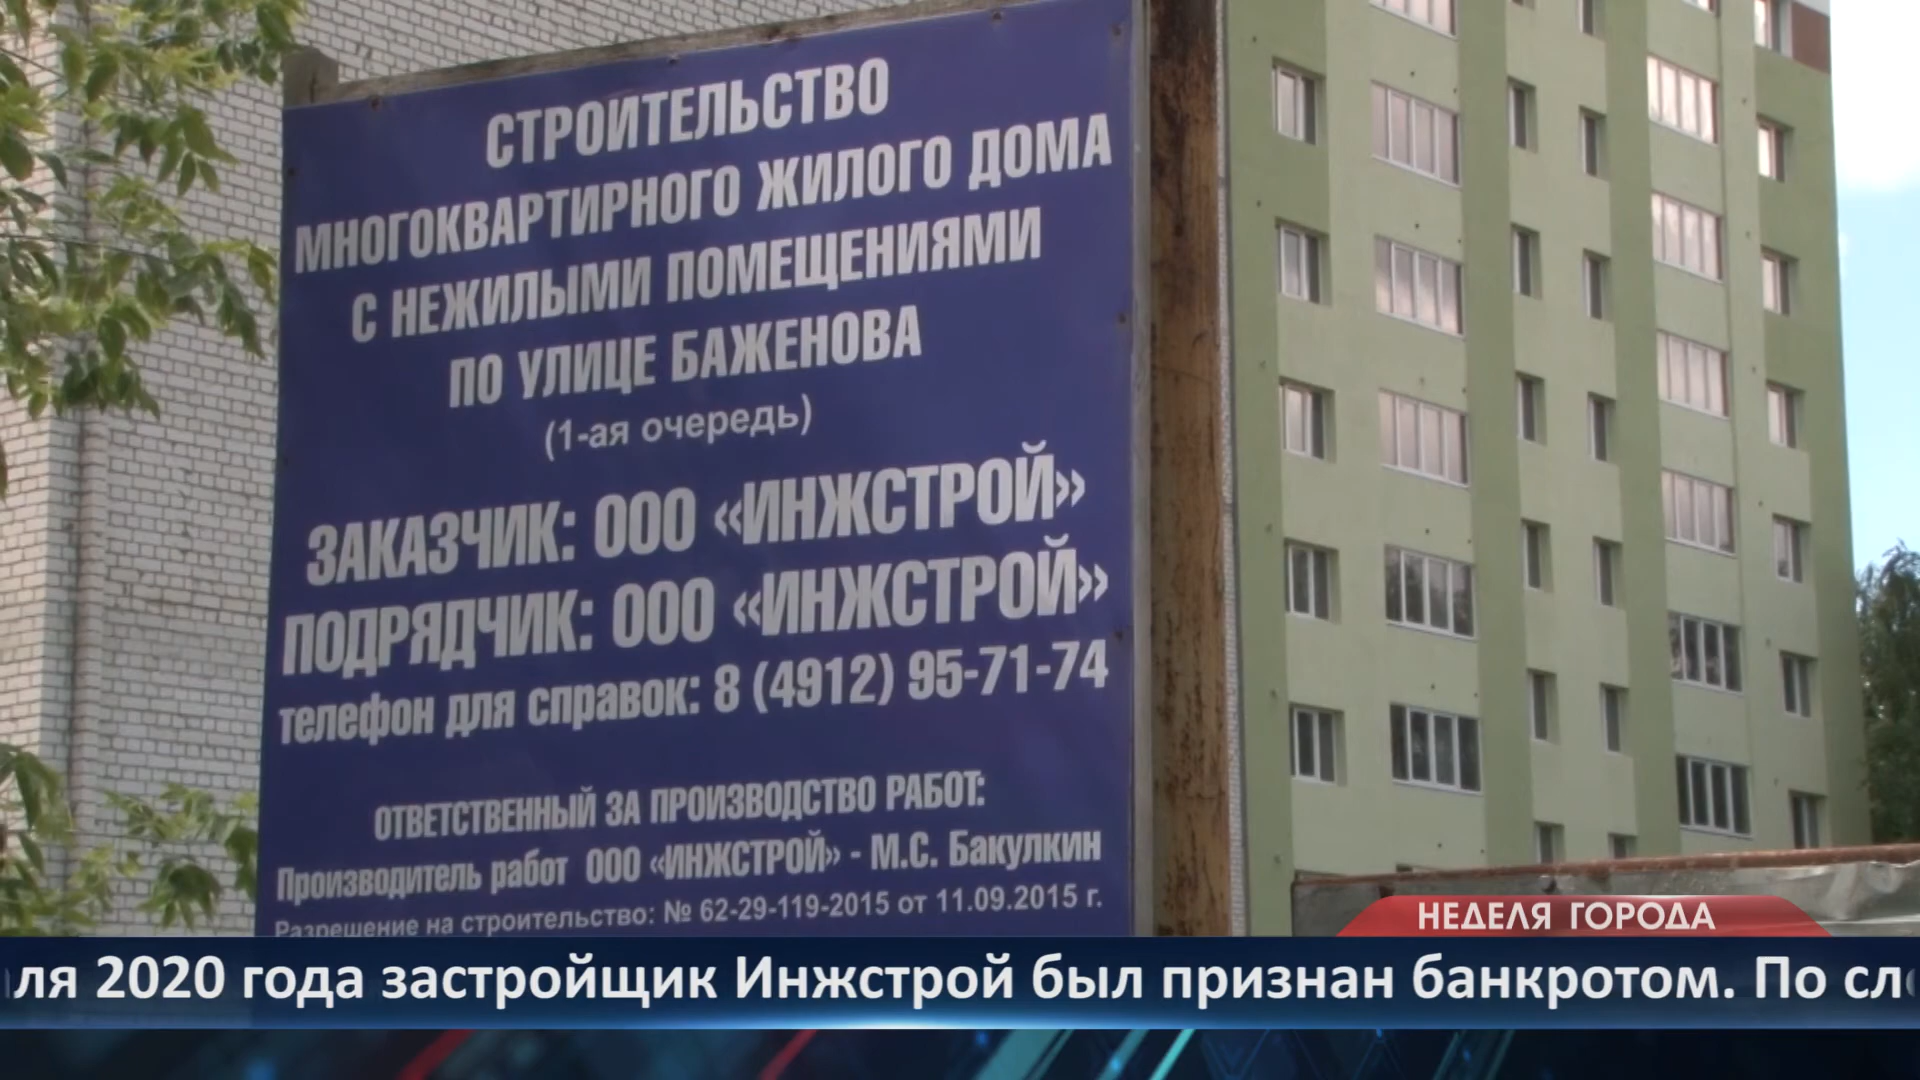 СТРОИТЕЛЬСТВО
МНОГОКВАРТИРНОГО ЖИЛОГО ДОМА
С НЕЖИЛЫМИ ПОМЕЩЕНИЯМИ
ПО УЛИЦЕ БАЖЕНОВА
(1-ая очередь)
ЗАКАЗЧИК: ООО «ИНЖСТРОЙ»
ПОДРЯДЧИК: ООО «ИНЖСТРОЙ»
телефон для справок: 8 (4912) 95-71-74
ОТВЕТСТВЕННЫЙ ЗА ПРОИЗВОДСТВО РАБОТ:
Производитель работ ООО «ИНЖСТРОЙ» - М.С. Бакулкин
Разрешение на строительство: № 62-29-119-2015 от 11.09.2015 г.
НЕДЕЛЯ ГОРОДА
2020 года застройщик Инжстрой был признан банкротом. По